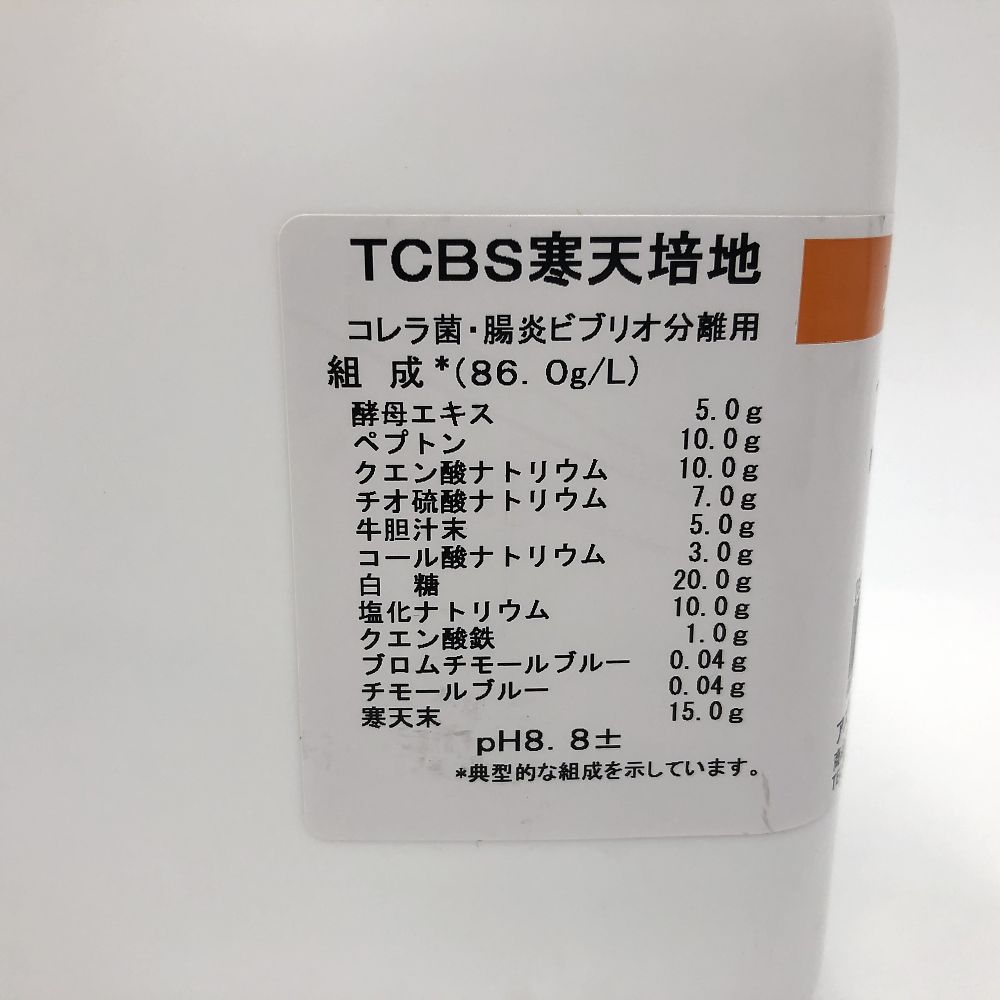 TCBS寒天培地
コレラ菌・腸炎ビブリオ分離用
組 成*(86. 0g/L)
酵母エキス 5.0g
ペプトン 10.0g
クエン酸ナトリウム 10.0g
チオ硫酸ナトリウム 7.0g
牛胆汁末 5.0g
コール酸ナトリウム 3.0g
白 糖 20.0g
塩化ナトリウム 10.0g
クエン酸鉄 1.0g
ブロムチモールブルー 0.04g
チモールブルー 0.04g
寒天末 15.0g
pH8. 8±
*典型的な組成を示しています。